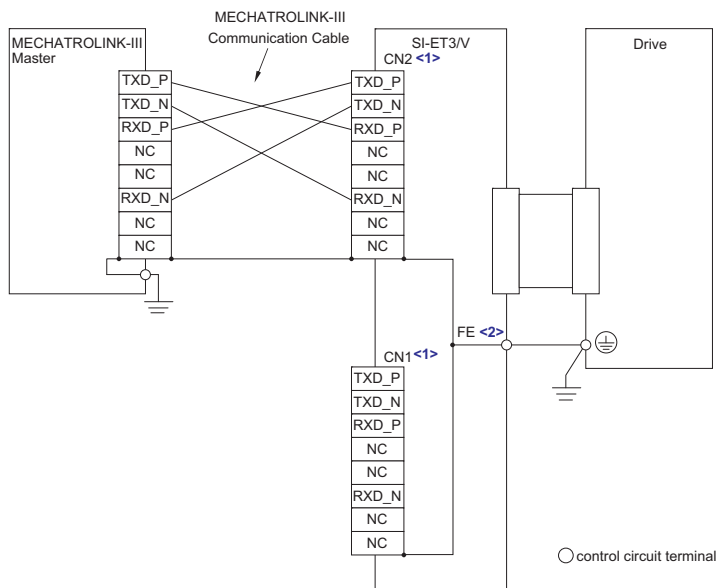 MECHATROLINK-III
Communication Cable
MECHATROLINK-III
Master
SI-ET3/V
Drive
CN2 <1>
TXD_P
TXD_N
RXD_P
NC
NC
RXD_N
NC
NC
TXD_P
TXD_N
RXD_P
NC
NC
RXD_N
NC
NC
FE <2>
CN1 <1>
TXD_P
TXD_N
RXD_P
NC
NC
RXD_N
NC
NC
control circuit terminal